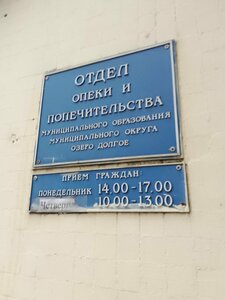 ОТДЕЛ
ОПЕКИ И
ПОПЕЧИТЕЛЬСТВА
МУНИЦИПАЛЬНОГО ОБРАЗОВАНИЯ
МУНИЦИПАЛЬНОГО ОКРУГА
ОЗЕРО ДОЛГОЕ
ПРИЕМ ГРАЖДАН:
ПОНЕДЕЛЬНИК 14.00-17.00
Четверг 10.00-13.00